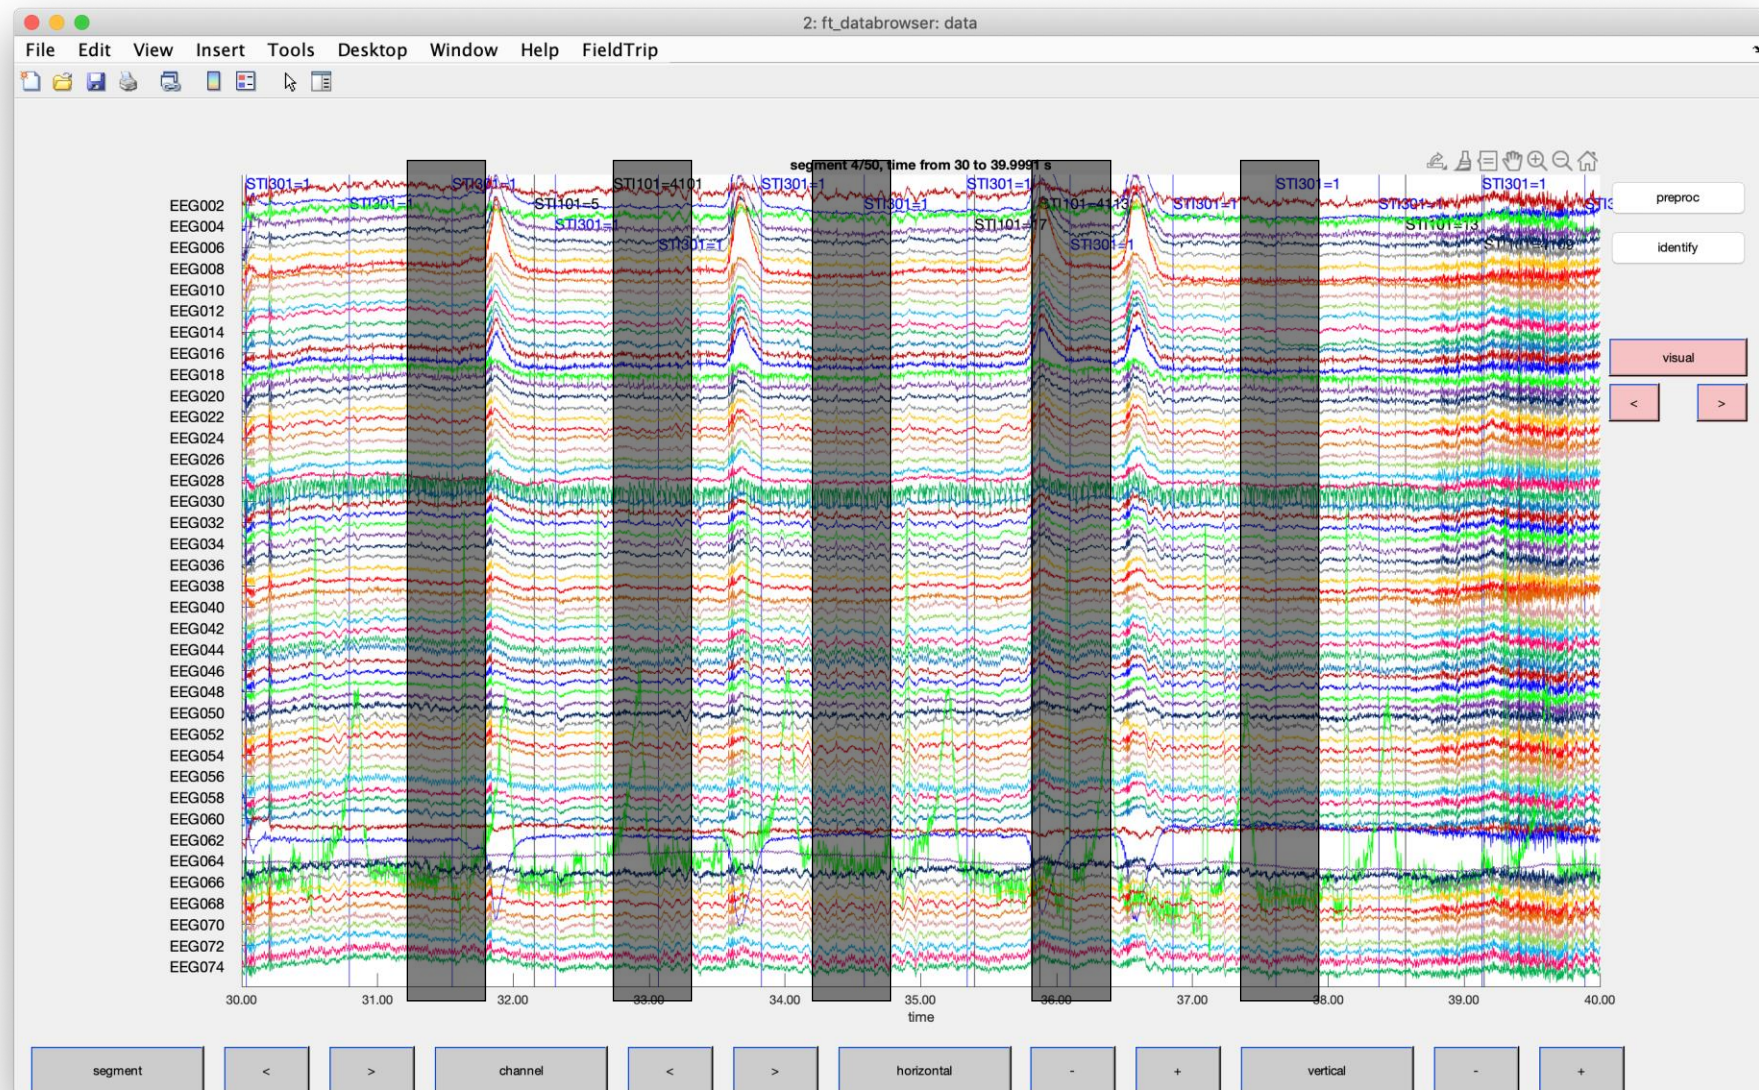 2: ft_databrowser: data
File Edit View Insert Tools Desktop Window Help FieldTrip
segment 4/50, time from 30 to 39.9991 s
STI301=1 STI301=1 STI101=4101 STI301=1 STI301=1 STI301=1 STI301=1
STI301=1 STI101=5 STI301=1 STI101=4113 STI301=1 STI301=1
STI301=1 STI101=17 STI101=13
STI301=1 STI301=1
preproc
identify
visual
< >
EEG002
EEG004
EEG006
EEG008
EEG010
EEG012
EEG014
EEG016
EEG018
EEG020
EEG022
EEG024
EEG026
EEG028
EEG030
EEG032
EEG034
EEG036
EEG038
EEG040
EEG042
EEG044
EEG046
EEG048
EEG050
EEG052
EEG054
EEG056
EEG058
EEG060
EEG062
EEG064
EEG066
EEG068
EEG070
EEG072
EEG074
30.00 31.00 32.00 33.00 34.00 35.00 36.00 37.00 38.00 39.00 40.00
time
segment < > channel < > horizontal - + vertical - +